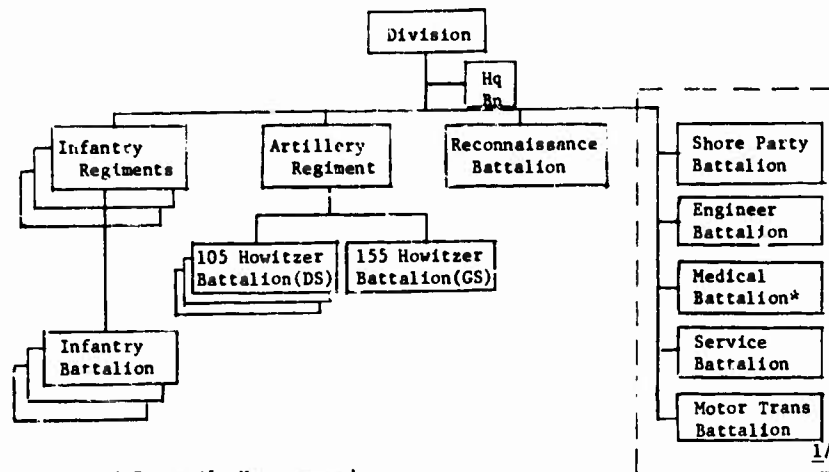 Division
Hq
Bn
Infantry
Regiments
Artillery
Regiment
Reconnaissance
Battalion
Shore Party
Battalion
Engineer
Battalion
105 Howitzer
Battalion(DS)
155 Howitzer
Battalion(GS)
Medical
Battalion*
Infantry
Battalion
Service
Battalion
Motor Trans
Battalion
1/